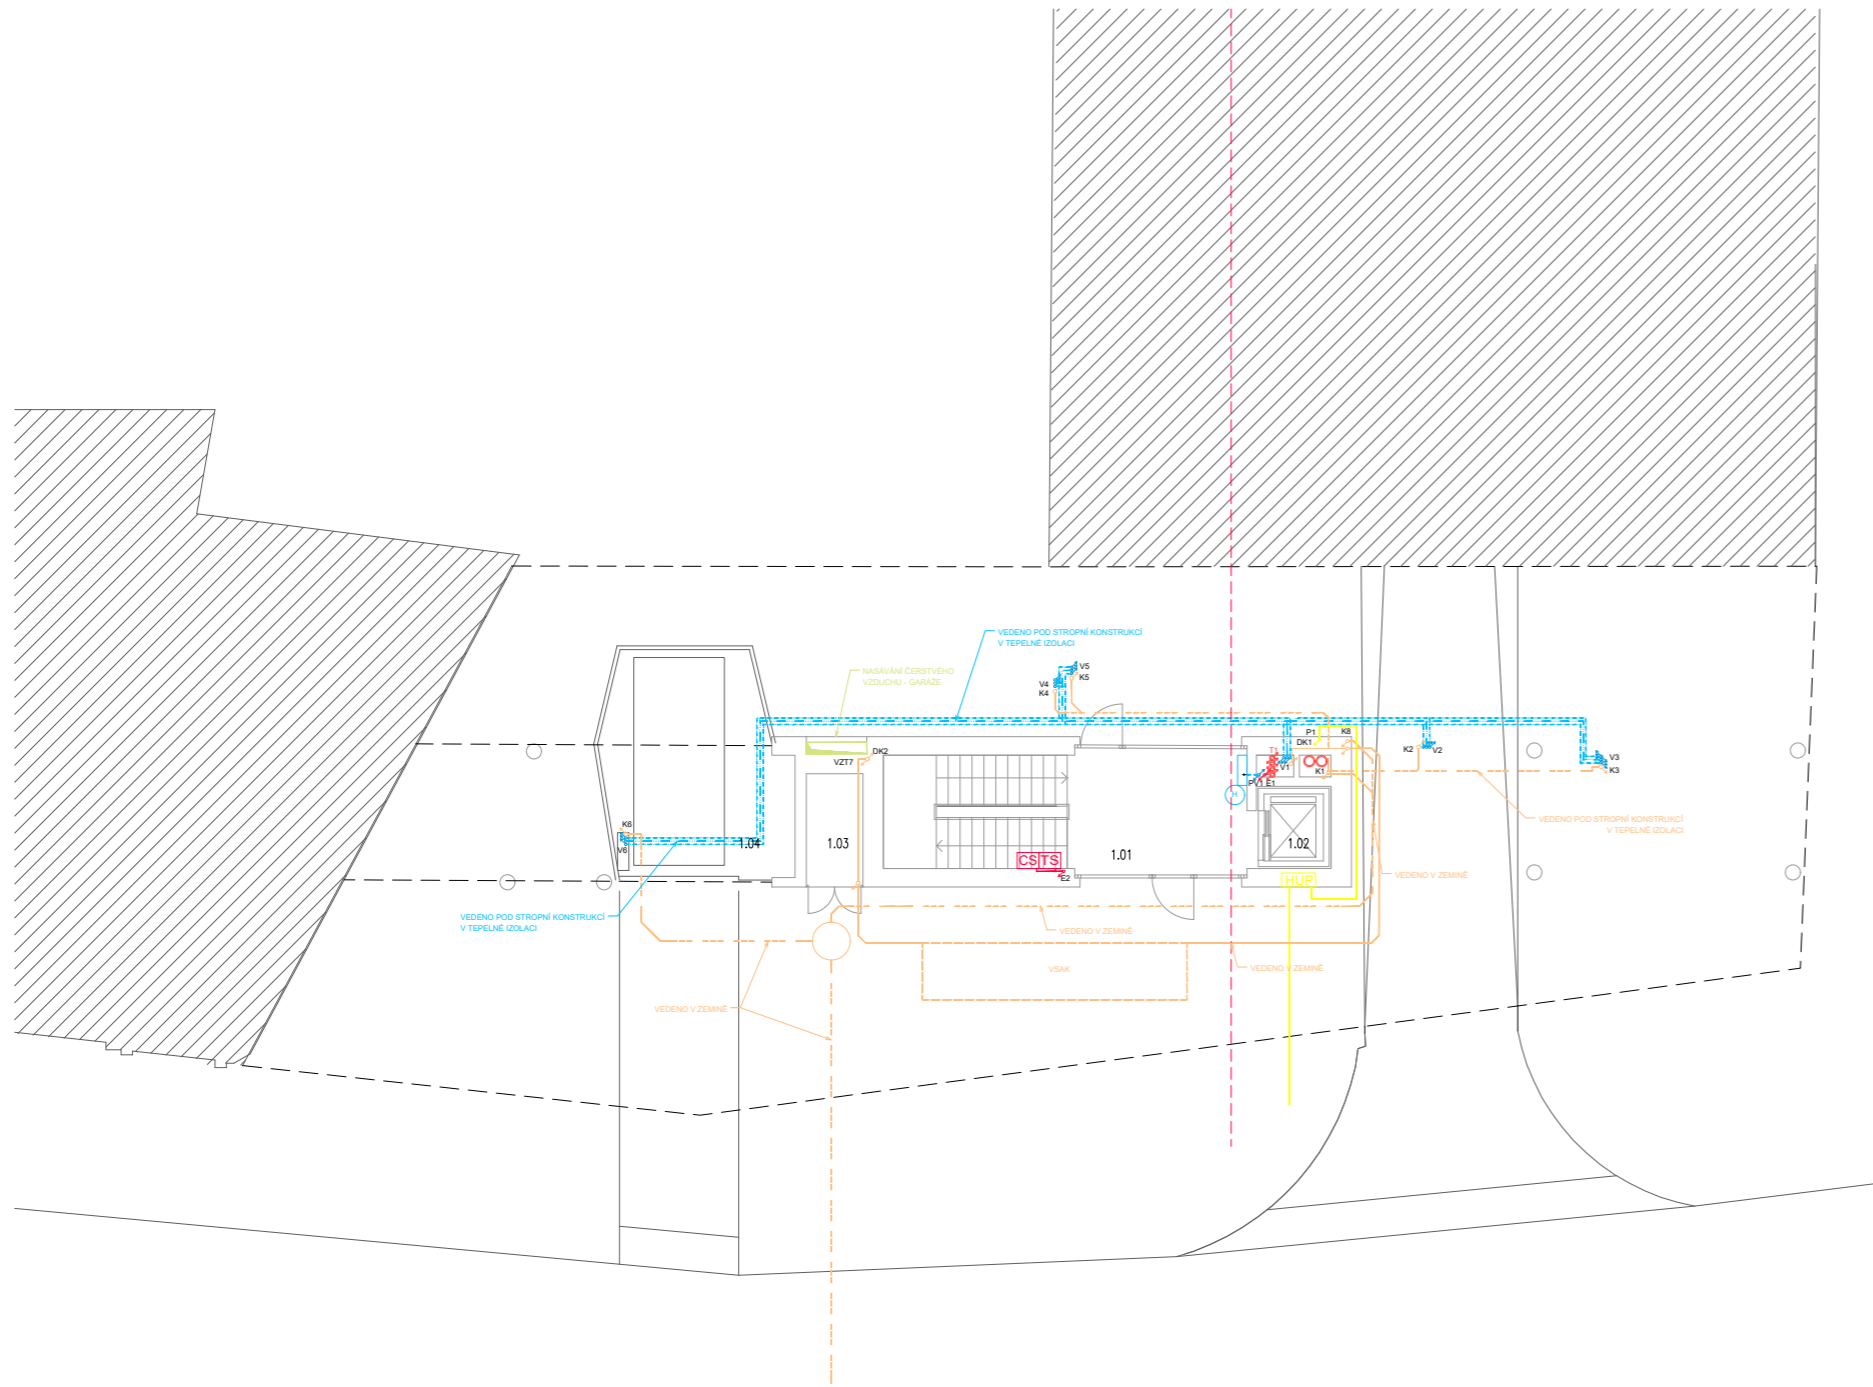 VEDENO POD STROPNÍ KONSTRUKCÍ
V TEPELNÉ IZOLACI
NASÁVÁNÍ ČERSTVÉHO
VZDUCHU - GARÁŽE
V5
K5
V4
K4
P1
DK1
K8
T1
V1
K1
PV1 E1
H
K2
V2
V3
K3
DK2
VZT7
K6
V6
1.04
1.03
1.01
1.02
CS TS
E2
HUP
VEDENO POD STROPNÍ KONSTRUKCÍ
V TEPELNÉ IZOLACI
VEDENO V ZEMINĚ
VEDENO POD STROPNÍ KONSTRUKCÍ
V TEPELNÉ IZOLACI
VEDENO V ZEMINĚ
VSAK
VEDENO V ZEMINĚ
VEDENO V ZEMINĚ